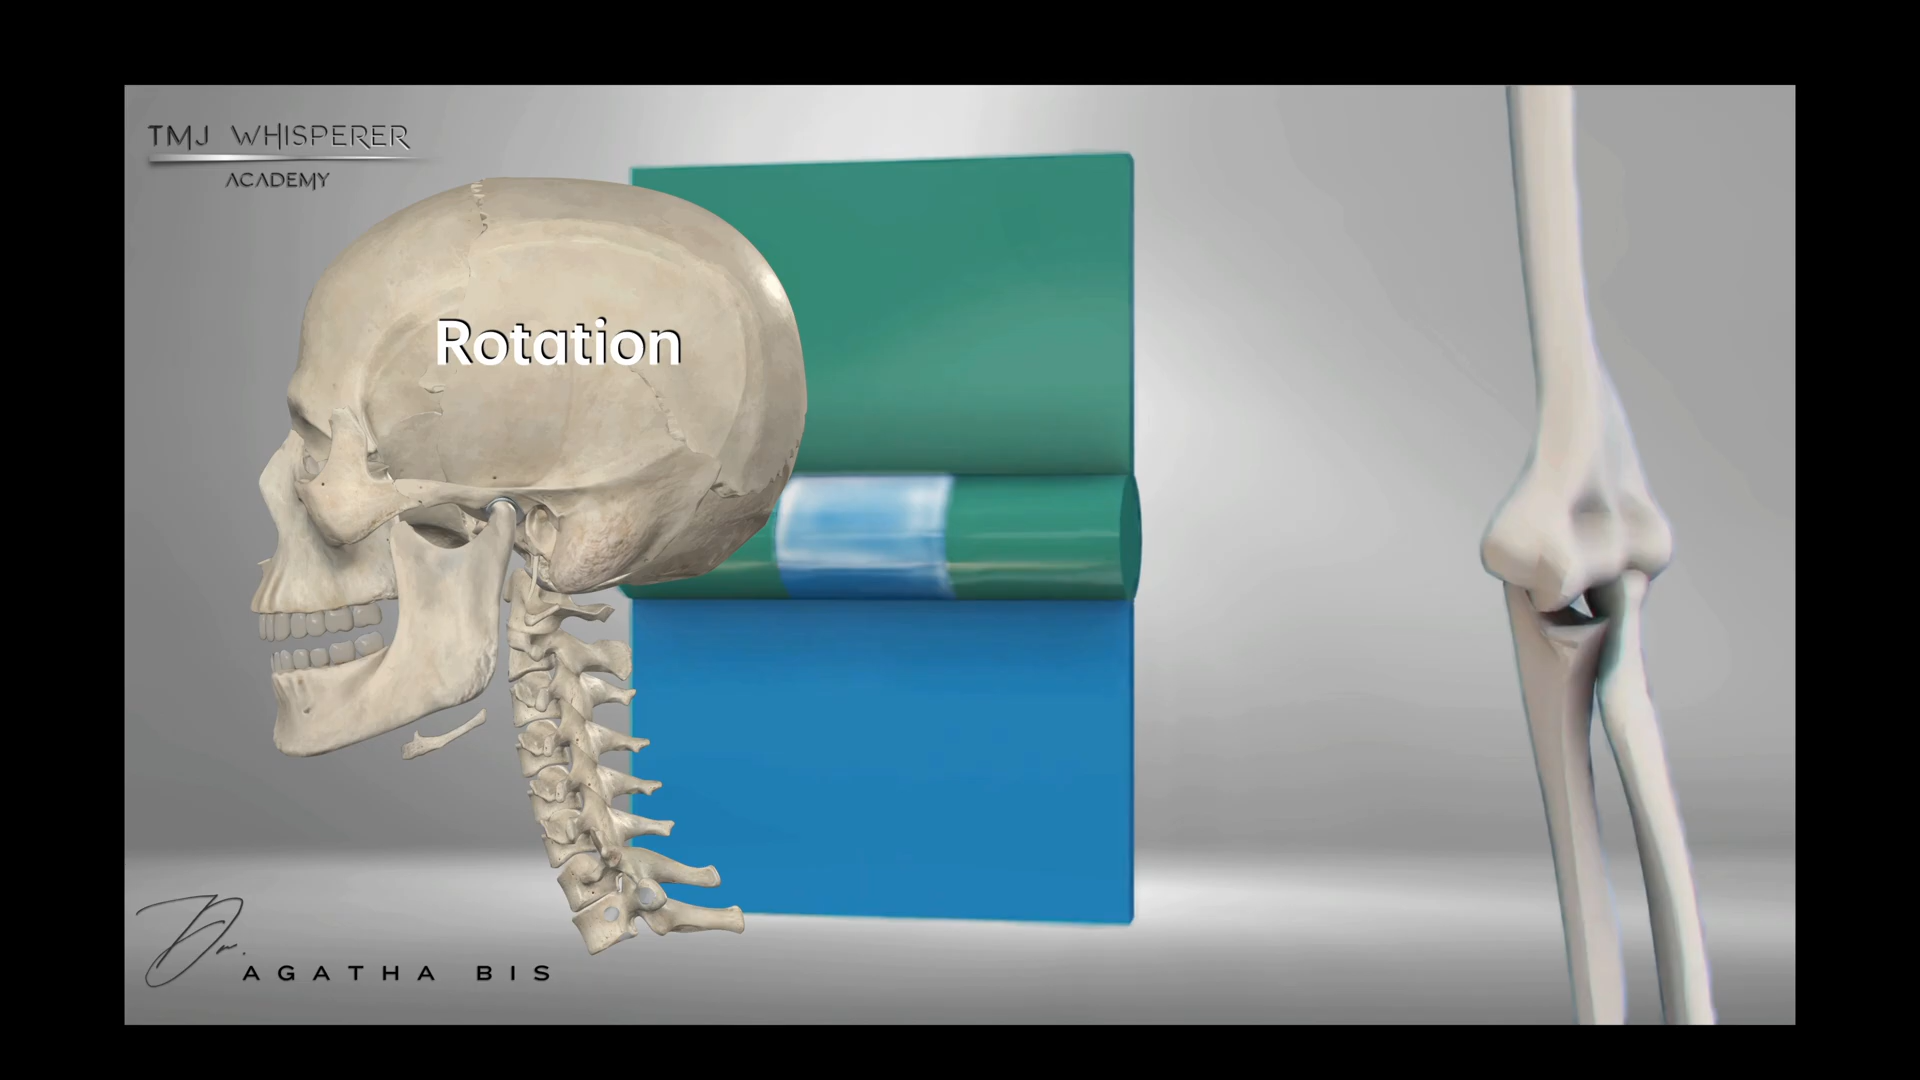 TMJ WHISPERER
ACADEMY
Rotation
Dr.
AGATHA BIS